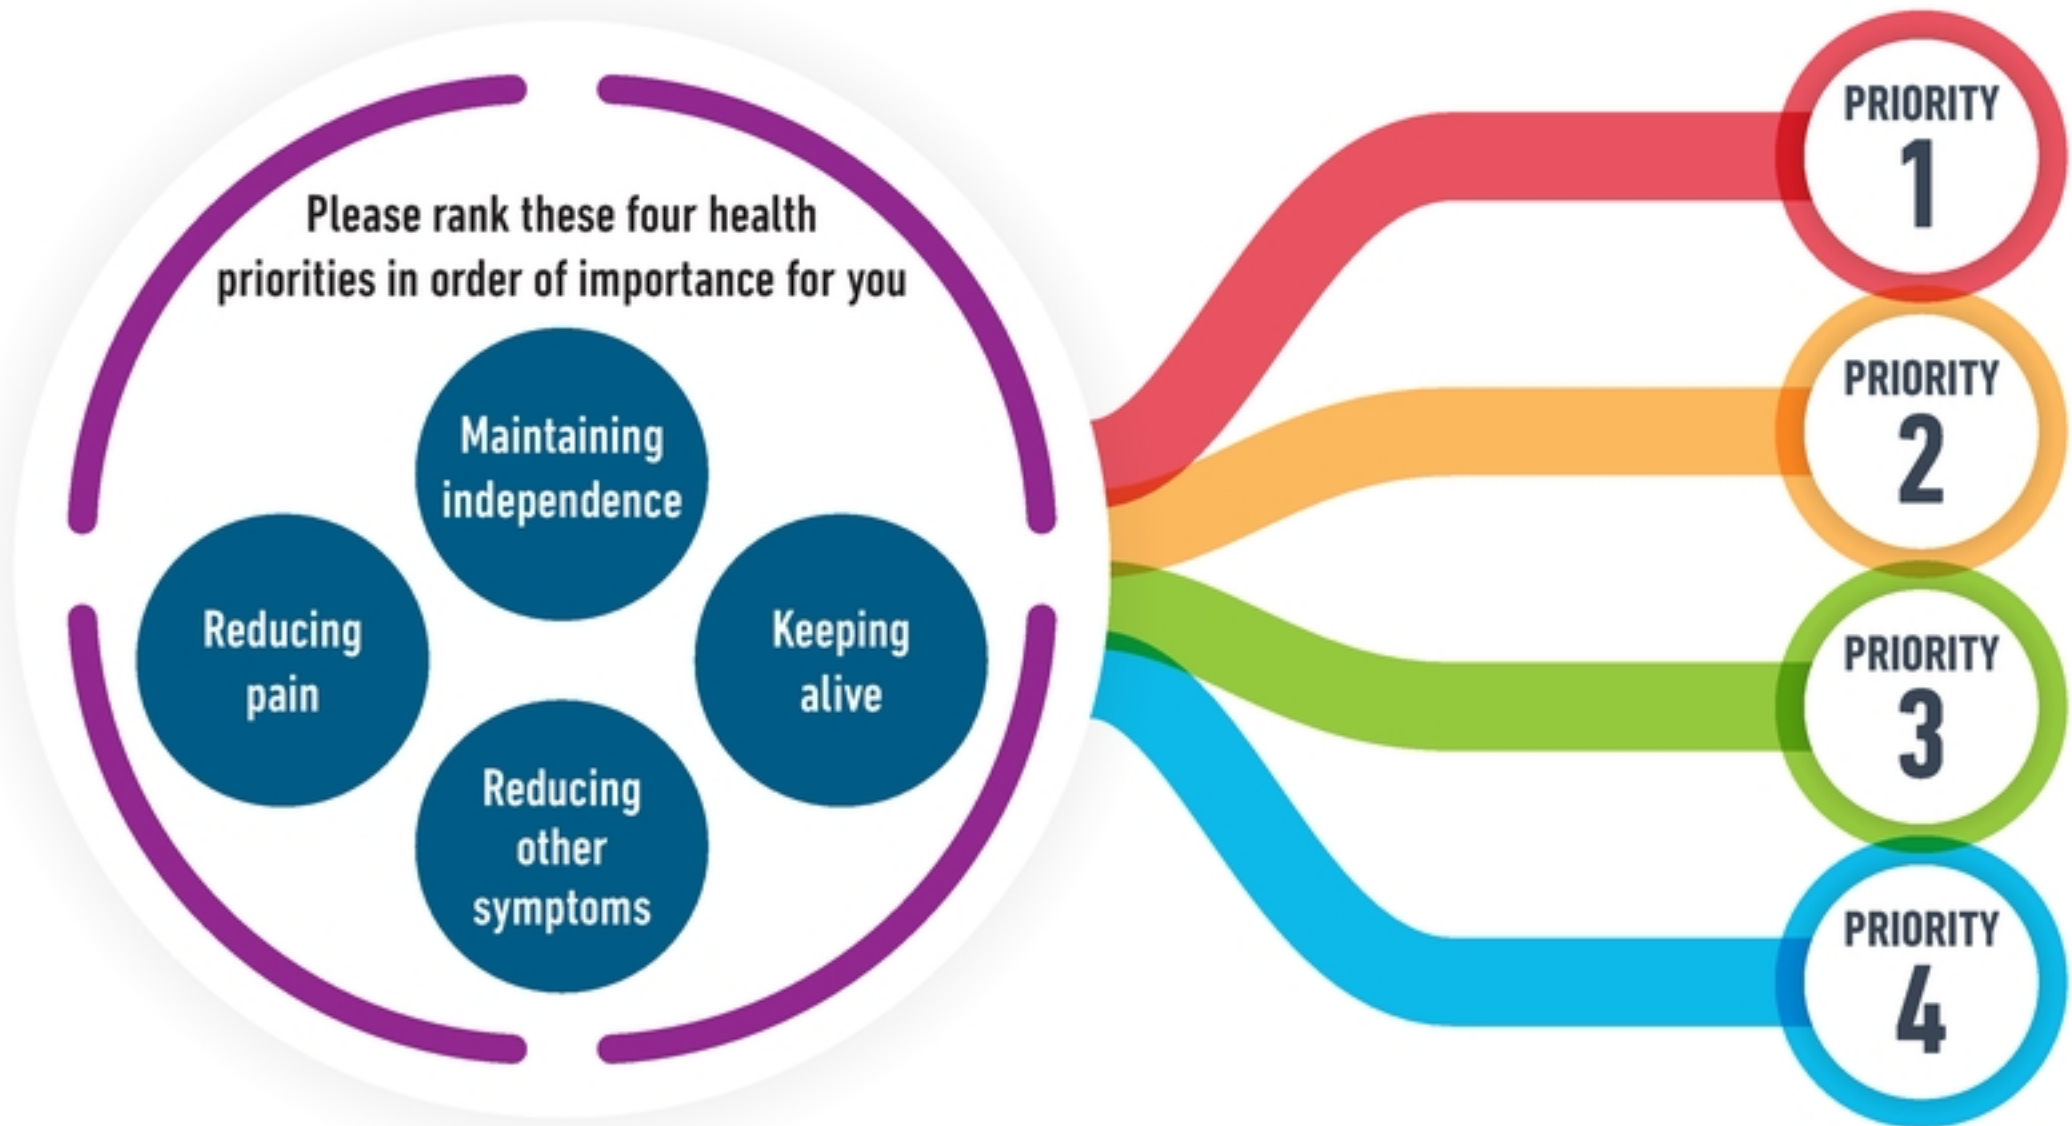 Please rank these four health
priorities in order of importance for you
Maintaining
independence
Reducing
pain
Keeping
alive
Reducing
other
symptoms
PRIORITY
1
PRIORITY
2
PRIORITY
3
PRIORITY
4